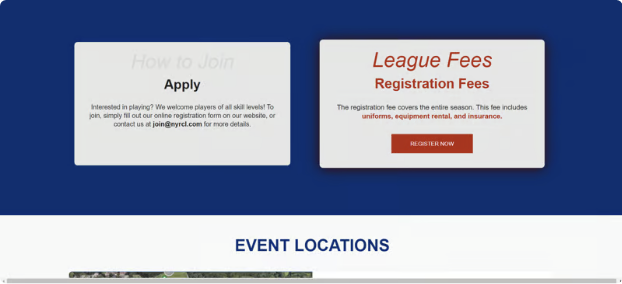 How to Join
Apply
Interested in playing? We welcome players of all skill levels! To
join, simply fill out our online registration form on our website, or
contact us at join@nyrcl.com for more details.
League Fees
Registration Fees
The registration fee covers the entire season. This fee includes
uniforms, equipment rental, and insurance.
REGISTER NOW
EVENT LOCATIONS